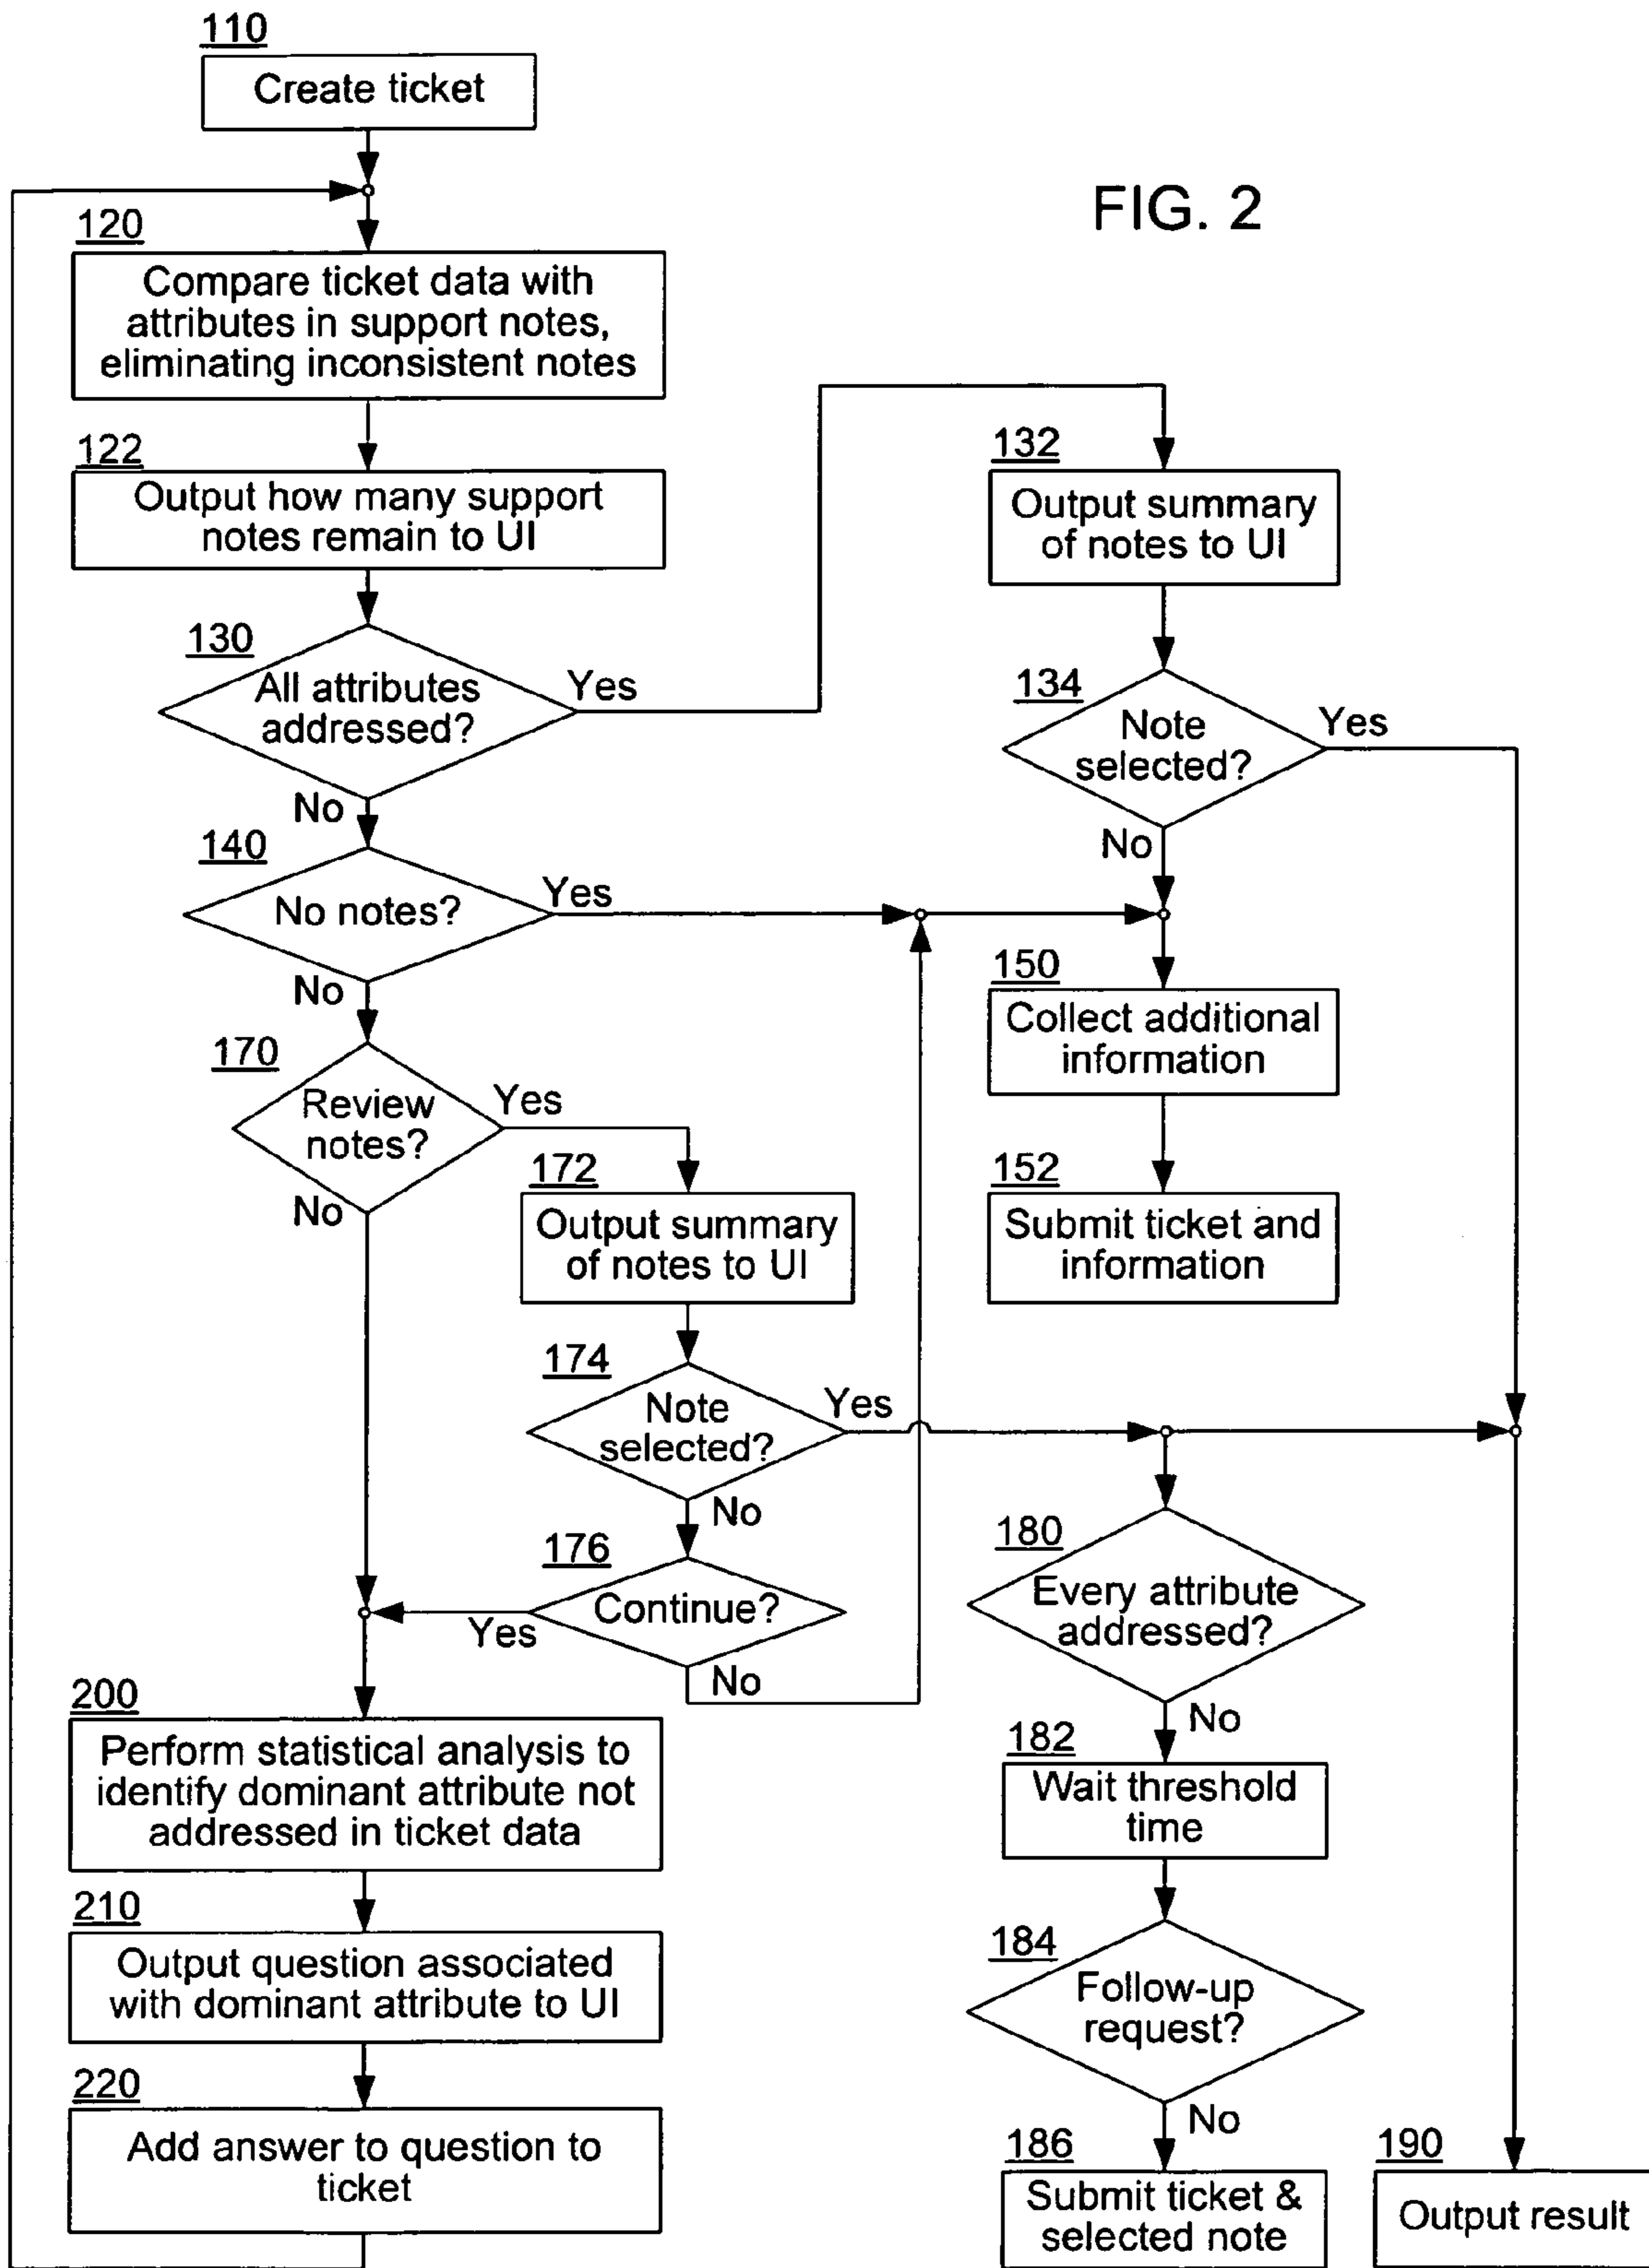 110
Create ticket
FIG. 2
120
Compare ticket data with
attributes in support notes,
eliminating inconsistent notes
122
Output how many support
notes remain to UI
130
All attributes
addressed?
Yes
No
132
Output summary
of notes to UI
134
Note
selected?
Yes
No
140
No notes?
Yes
No
150
Collect additional
information
152
Submit ticket and
information
170
Review
notes?
Yes
No
172
Output summary
of notes to UI
174
Note
selected?
Yes
No
176
Continue?
Yes
No
180
Every attribute
addressed?
No
182
Wait threshold
time
184
Follow-up
request?
No
186
Submit ticket &
selected note
190
Output result
200
Perform statistical analysis to
identify dominant attribute not
addressed in ticket data
210
Output question associated
with dominant attribute to UI
220
Add answer to question to
ticket